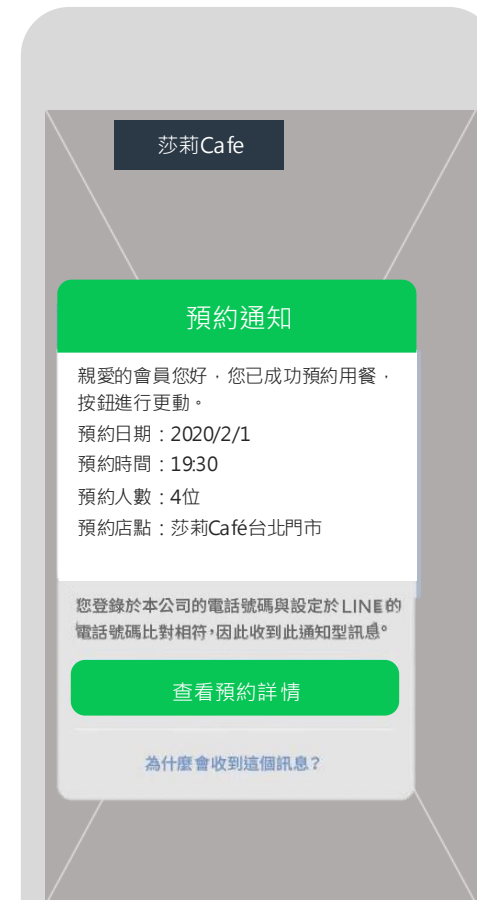 莎莉Cafe
預約通知
親愛的會員您好，您已成功預約用餐，
按鈕進行更動。
預約日期：2020/2/1
預約時間：19:30
預約人數：4位
預約店點：莎莉Café台北門市
您登錄於本公司的電話號碼與設定於LINE的
電話號碼比對相符，因此收到此通知型訊息。
查看預約詳情
為什麼會收到這個訊息？